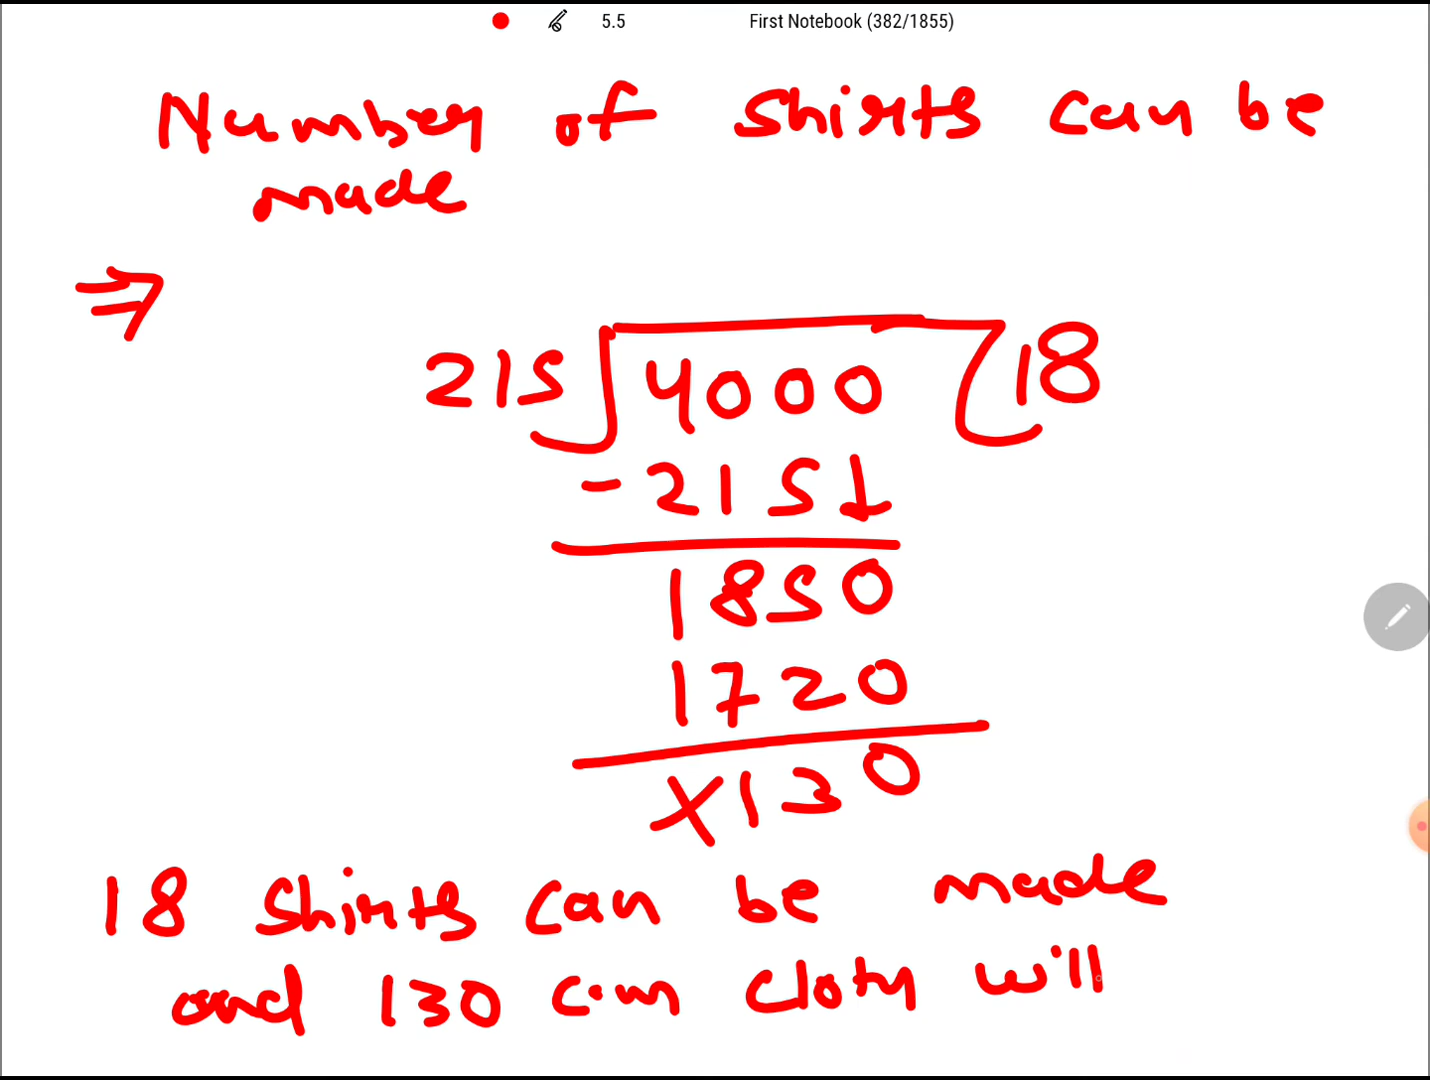 5.5 First Notebook (382/1855)
Number of shirts can be
made
⇒
215 4000 18
- 215↓
1850
1720
x130
18 shirts can be made
and 130 cm cloth will